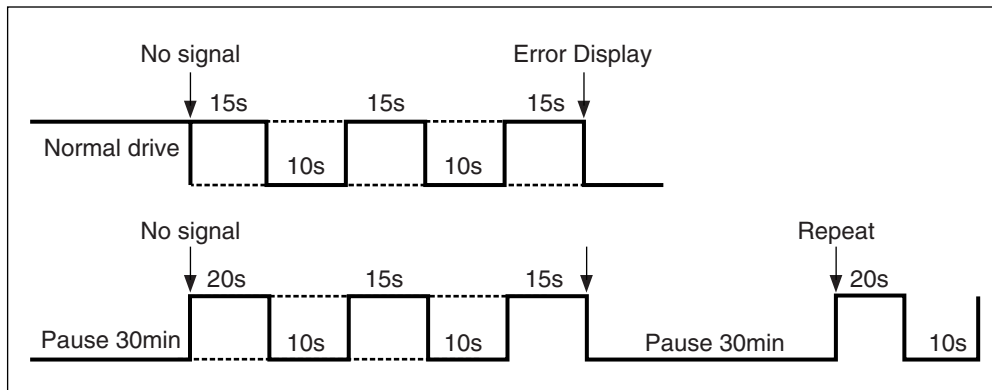 No signal Error Display
15s 15s 15s
Normal drive
10s 10s
No signal Repeat
20s 15s 15s 20s
Pause 30min 10s 10s Pause 30min 10s